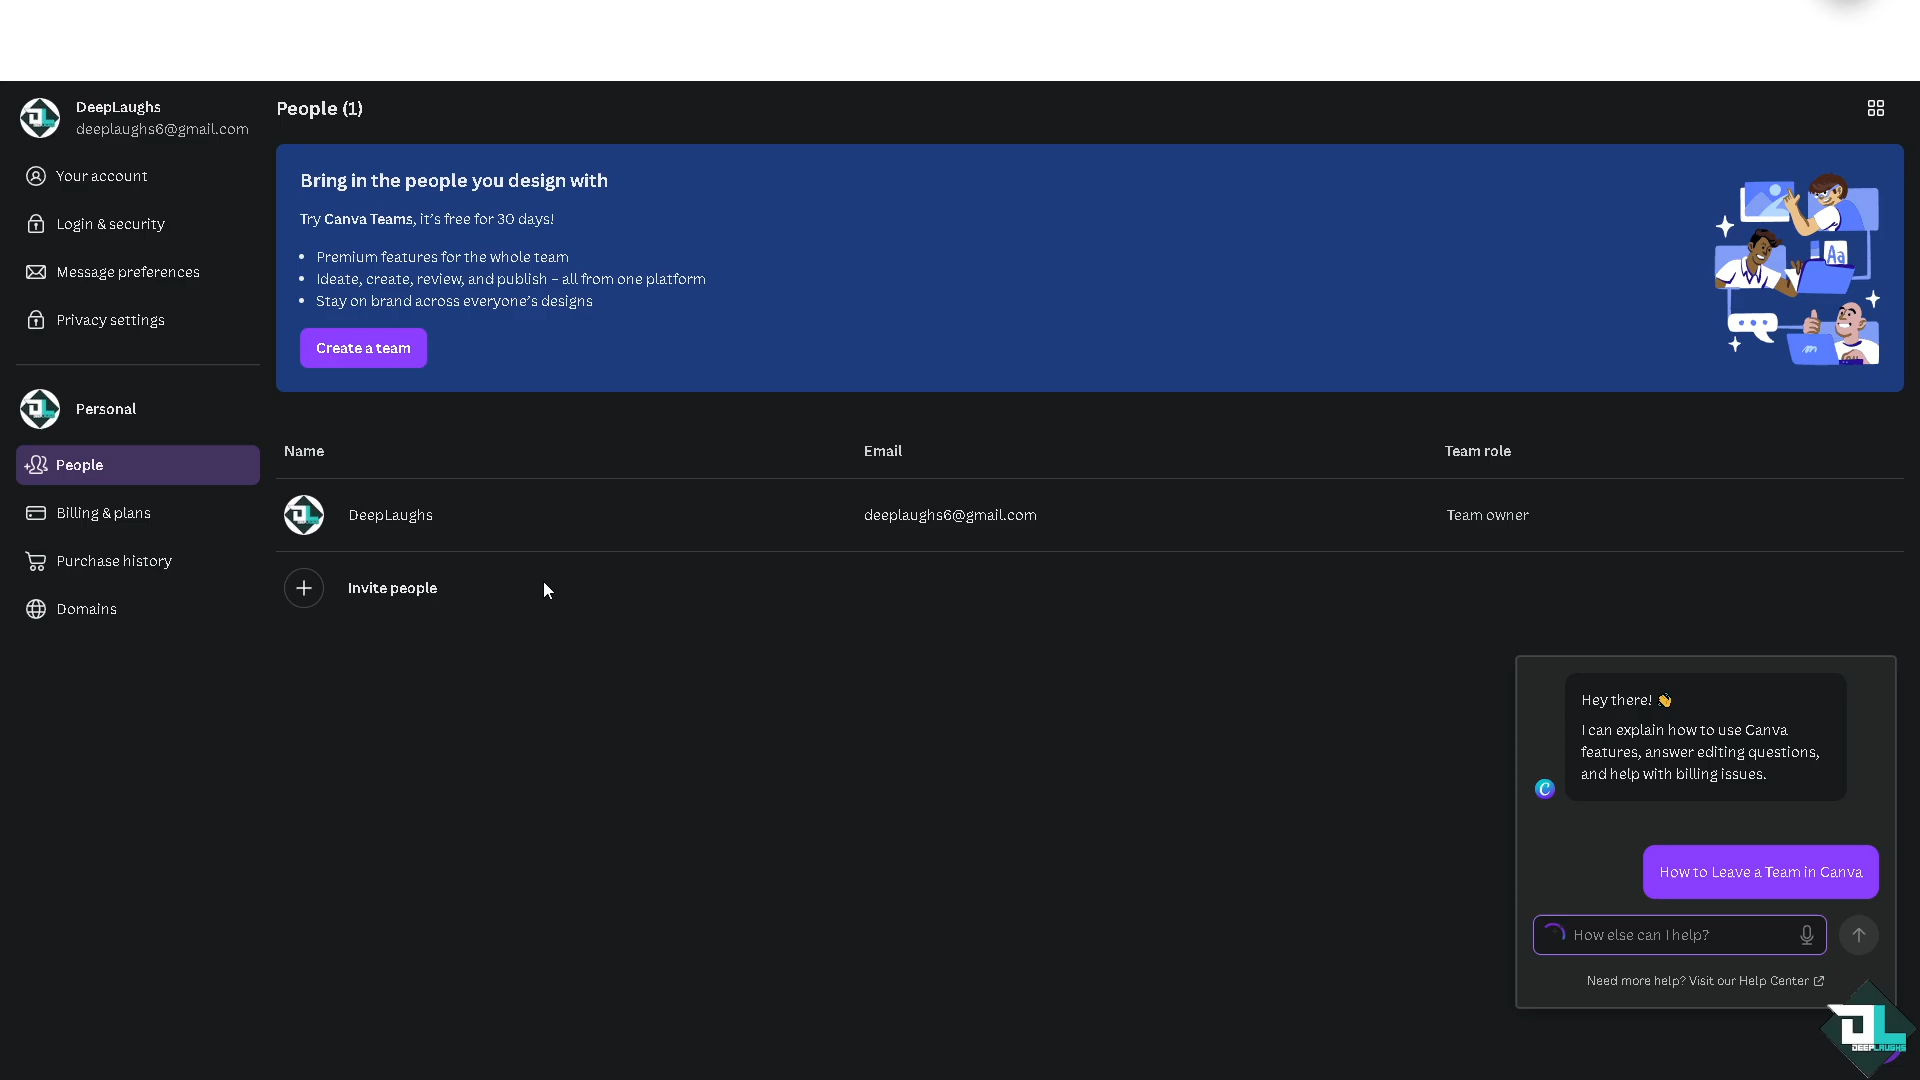 DeepLaughs
deeplaughs6@gmail.com
Your account
Login & security
Message preferences
Privacy settings
Personal
People
Billing & plans
Purchase history
Domains
People (1)
Bring in the people you design with
Try Canva Teams, it's free for 30 days!
• Premium features for the whole team
• Ideate, create, review, and publish – all from one platform
• Stay on brand across everyone's designs
Create a team
Aa
Name Email Team role
DeepLaughs deeplaughs6@gmail.com Team owner
Invite people
Hey there! 👋
I can explain how to use Canva
features, answer editing questions,
and help with billing issues.
C
How to Leave a Team in Canva
How else can I help?
Need more help? Visit our Help Center
DL
DEEPLAUGHS